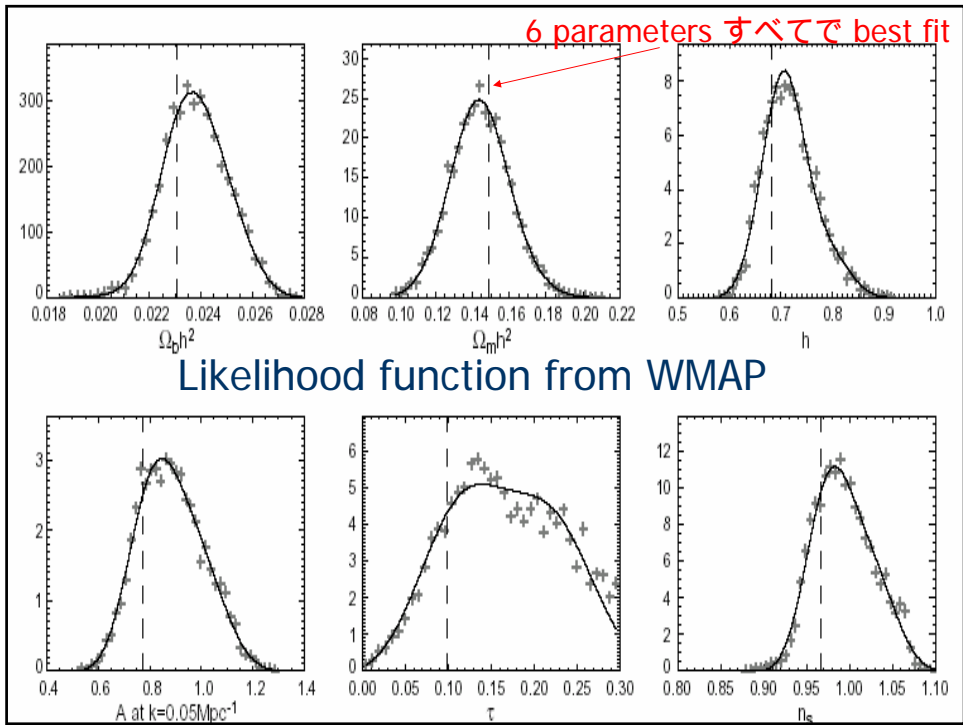 6 parameters すべてで best fit
300
200
100
0
0.018 0.020 0.022 0.024 0.026 0.028
Ωbh²
30
25
20
15
10
5
0
0.08 0.10 0.12 0.14 0.16 0.18 0.20 0.22
Ωmh²
8
6
4
2
0
0.5 0.6 0.7 0.8 0.9 1.0
h
Likelihood function from WMAP
3
2
1
0
0.4 0.6 0.8 1.0 1.2 1.4
A at k=0.05Mpc⁻¹
6
5
4
3
2
1
0
0.00 0.05 0.10 0.15 0.20 0.25 0.30
τ
12
10
8
6
4
2
0
0.80 0.85 0.90 0.95 1.00 1.05 1.10
ns